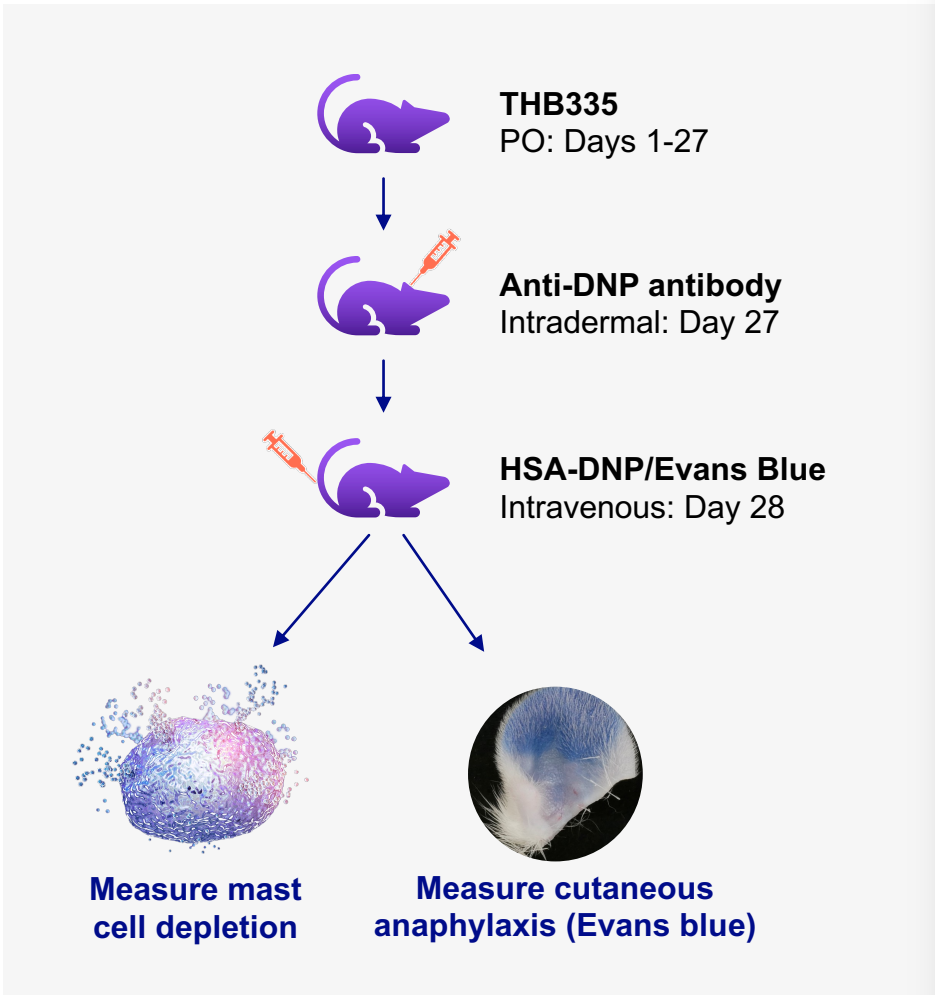 THB335
PO: Days 1-27
Anti-DNP antibody
Intradermal: Day 27
HSA-DNP/Evans Blue
Intravenous: Day 28
Measure mast
cell depletion
Measure cutaneous
anaphylaxis (Evans blue)